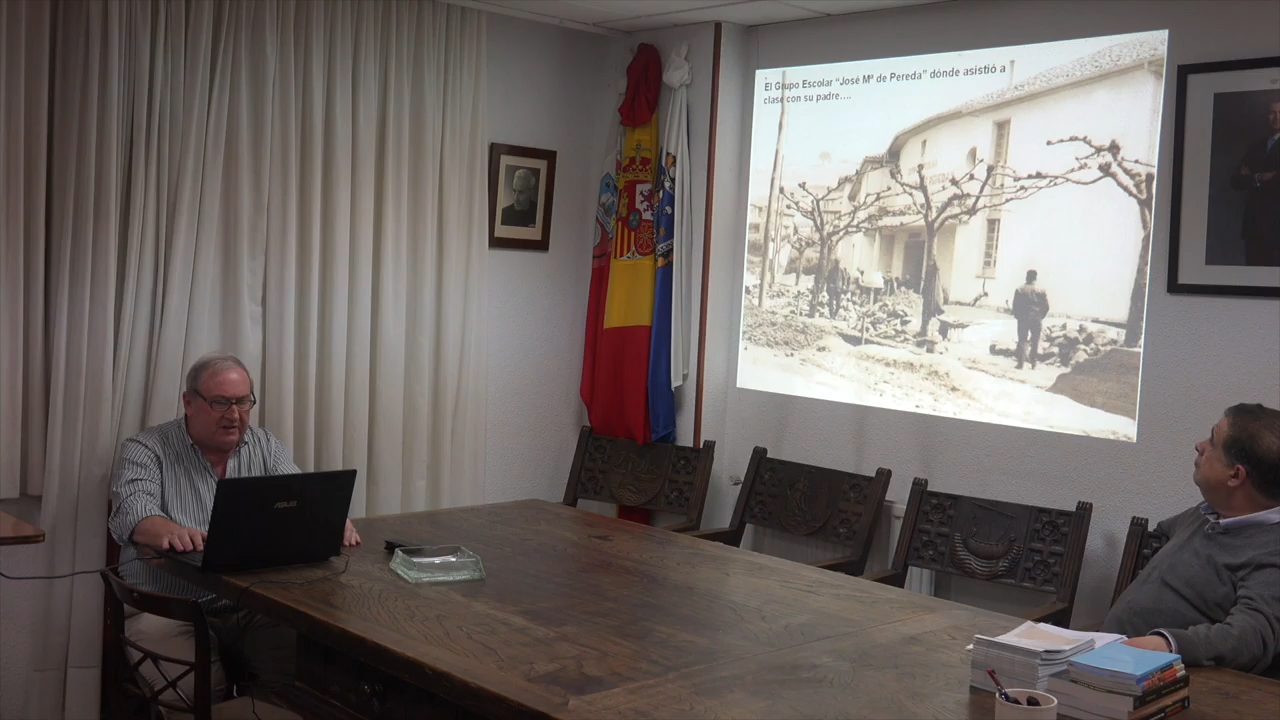 El Grupo Escolar “José Mª de Pereda” dónde asistió a
clase con su padre....
ASUS